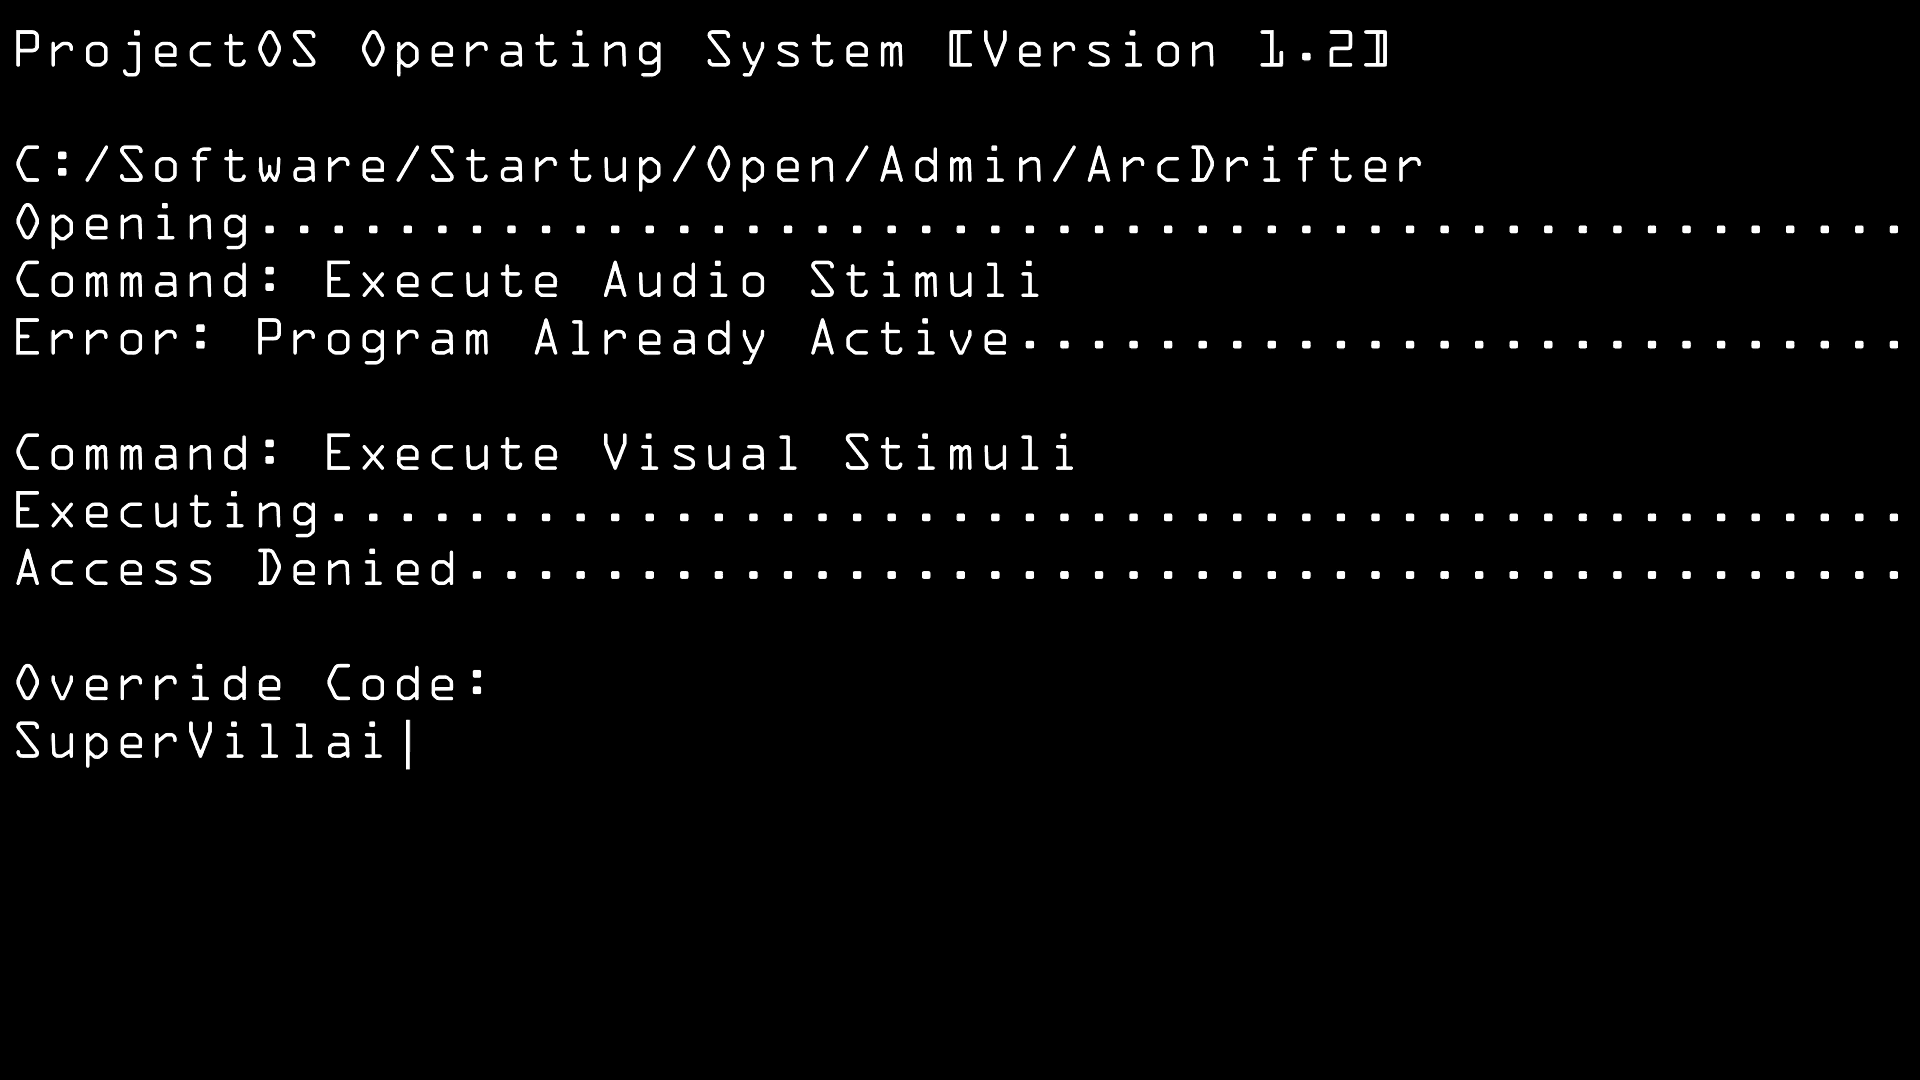 ProjectOS Operating System [Version 1.2]
C:/Software/Startup/Open/Admin/ArcDrifter
Opening................................................
Command: Execute Audio Stimuli
Error: Program Already Active..........................
Command: Execute Visual Stimuli
Executing..............................................
Access Denied..........................................
Override Code:
SuperVillai|